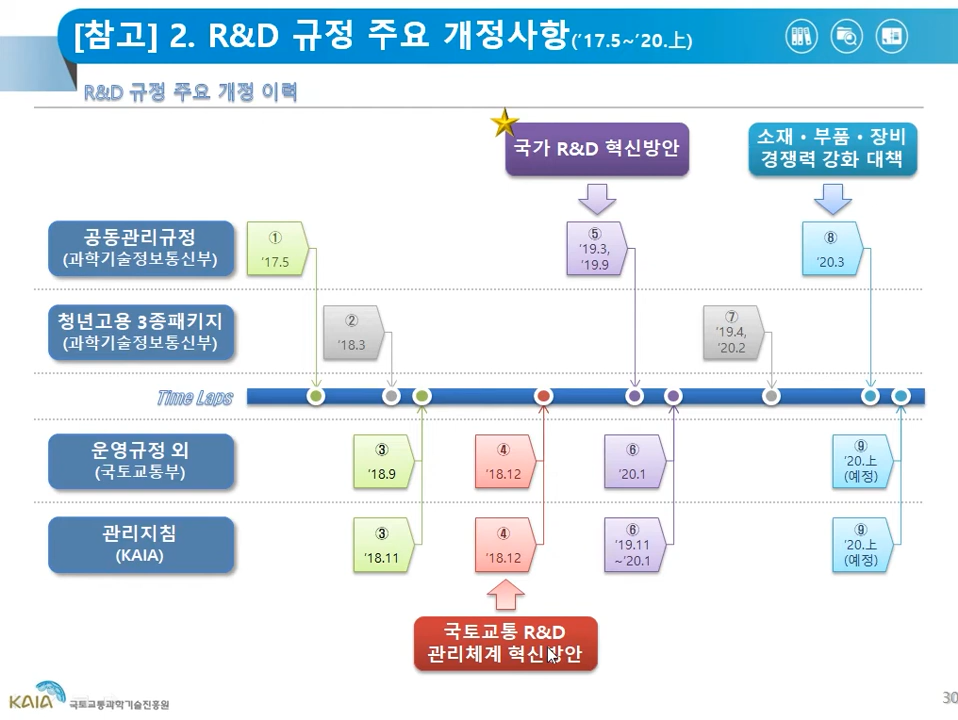 [참고] 2. R&D 규정 주요 개정사항('17.5~'20.上)
R&D 규정 주요 개정 이력
국가 R&D 혁신방안
소재・부품・장비
경쟁력 강화 대책
공동관리규정
(과학기술정보통신부)
①
'17.5
⑤
'19.3,
'19.9
⑧
'20.3
청년고용 3종패키지
(과학기술정보통신부)
②
'18.3
⑦
'19.4,
'20.2
Time Laps
운영규정 외
(국토교통부)
③
'18.9
④
'18.12
⑥
'20.1
⑨
'20.上
(예정)
관리지침
(KAIA)
③
'18.11
④
'18.12
⑥
'19.11
~'20.1
⑨
'20.上
(예정)
국토교통 R&D
관리체계 혁신방안
KAIA 국토교통과학기술진흥원
30